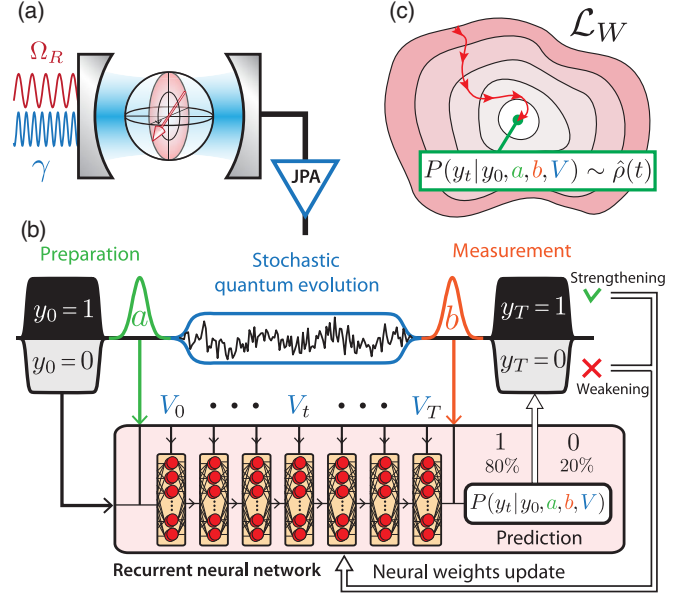 (a)
Ω_R
γ
JPA
(c)
ℒ_W
P(y_t|y_0, a, b, V) ∼ ρ̂(t)
(b)
Preparation
Stochastic
quantum evolution
Measurement
y_0 = 1
a
b
y_T = 1
Strengthening
y_0 = 0
y_T = 0
Weakening
V_0 • • • V_t • • • V_T
1 0
80% 20%
P(y_t|y_0, a, b, V)
Prediction
Recurrent neural network
Neural weights update